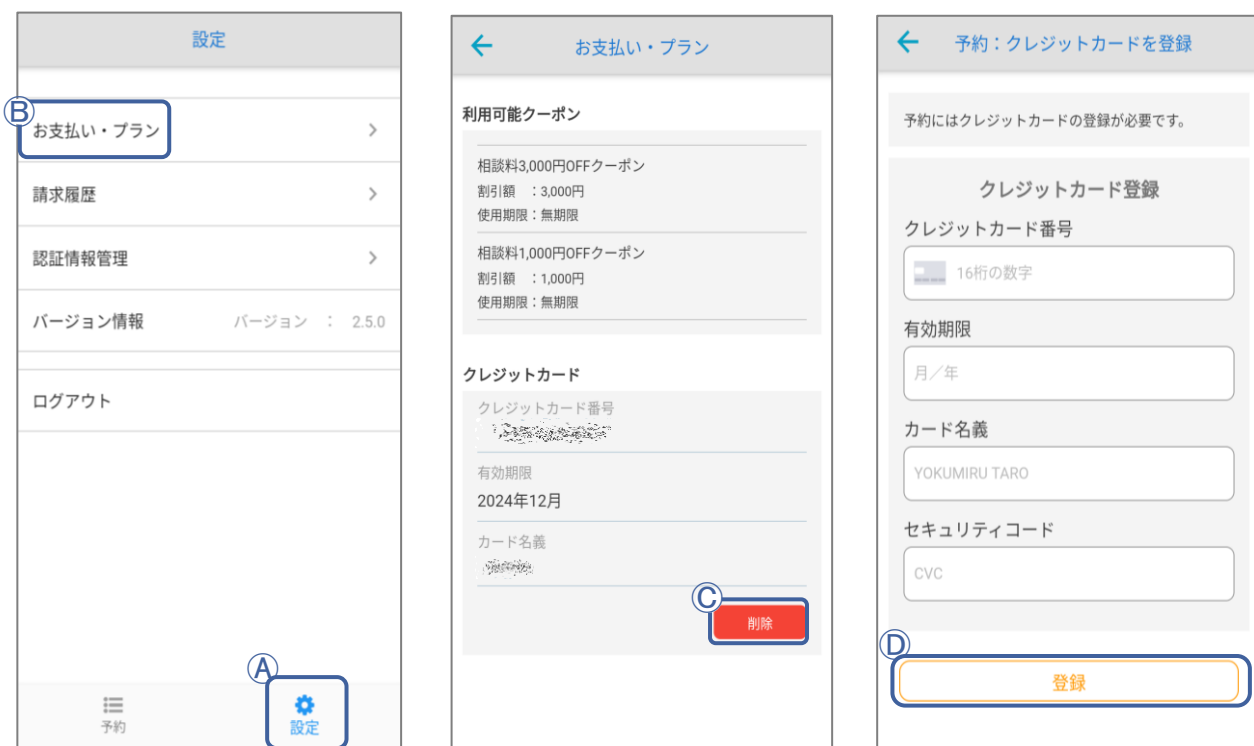 設定
Ⓑ
お支払い・プラン
請求履歴
認証情報管理
バージョン情報 バージョン : 2.5.0
ログアウト
Ⓐ
予約
設定
お支払い・プラン
利用可能クーポン
相談料3,000円OFFクーポン
割引額 :3,000円
使用期限:無期限
相談料1,000円OFFクーポン
割引額 :1,000円
使用期限:無期限
クレジットカード
クレジットカード番号
有効期限
2024年12月
カード名義
Ⓒ
削除
予約:クレジットカードを登録
予約にはクレジットカードの登録が必要です。
クレジットカード登録
クレジットカード番号
16桁の数字
有効期限
月/年
カード名義
YOKUMIRU TARO
セキュリティコード
CVC
Ⓓ
登録